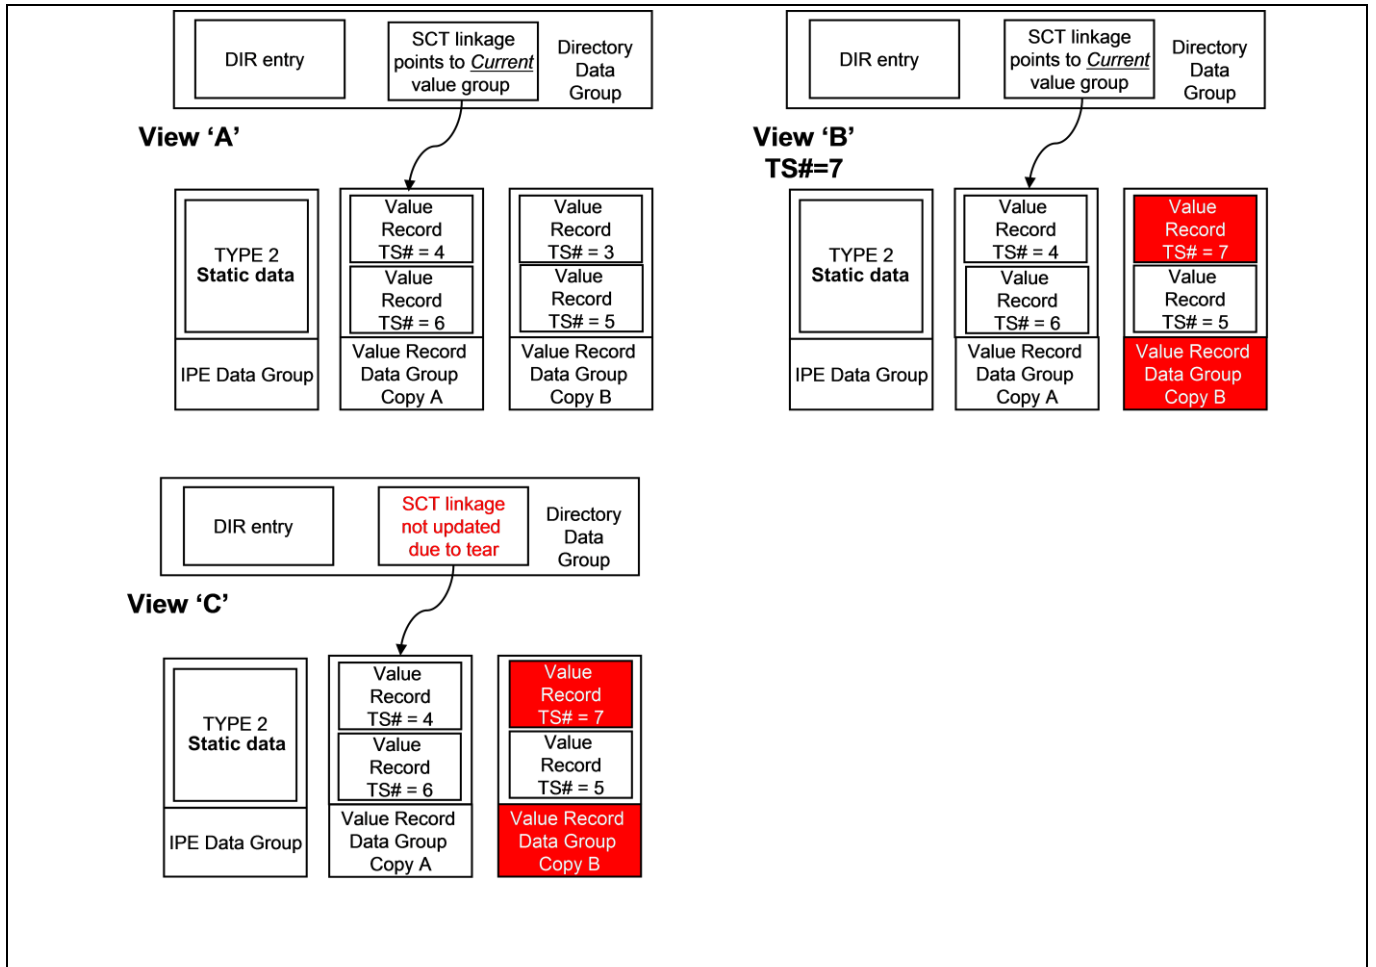 DIR entry
SCT linkage
points to Current
value group
Directory
Data
Group
View ‘A’
TYPE 2
Static data
IPE Data Group
Value
Record
TS# = 4
Value
Record
TS# = 6
Value Record
Data Group
Copy A
Value
Record
TS# = 3
Value
Record
TS# = 5
Value Record
Data Group
Copy B
DIR entry
SCT linkage
points to Current
value group
Directory
Data
Group
View ‘B’
TS#=7
TYPE 2
Static data
IPE Data Group
Value
Record
TS# = 4
Value
Record
TS# = 6
Value Record
Data Group
Copy A
Value
Record
TS# = 7
Value
Record
TS# = 5
Value Record
Data Group
Copy B
DIR entry
SCT linkage
not updated
due to tear
Directory
Data
Group
View ‘C’
TYPE 2
Static data
IPE Data Group
Value
Record
TS# = 4
Value
Record
TS# = 6
Value Record
Data Group
Copy A
Value
Record
TS# = 7
Value
Record
TS# = 5
Value Record
Data Group
Copy B